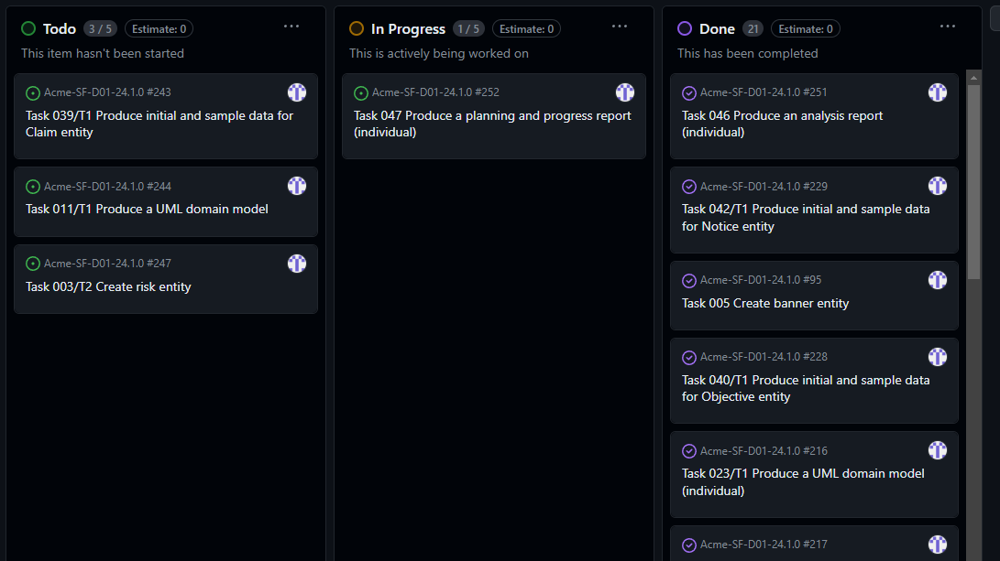 Todo 3 / 5 Estimate: 0 ...
This item hasn't been started
Acme-SF-D01-24.1.0 #243
Task 039/T1 Produce initial and sample data for
Claim entity
Acme-SF-D01-24.1.0 #244
Task 011/T1 Produce a UML domain model
Acme-SF-D01-24.1.0 #247
Task 003/T2 Create risk entity
In Progress 1 / 5 Estimate: 0 ...
This is actively being worked on
Acme-SF-D01-24.1.0 #252
Task 047 Produce a planning and progress report
(individual)
Done 21 Estimate: 0 ...
This has been completed
Acme-SF-D01-24.1.0 #251
Task 046 Produce an analysis report
(individual)
Acme-SF-D01-24.1.0 #229
Task 042/T1 Produce initial and sample data
for Notice entity
Acme-SF-D01-24.1.0 #95
Task 005 Create banner entity
Acme-SF-D01-24.1.0 #228
Task 040/T1 Produce initial and sample data
for Objective entity
Acme-SF-D01-24.1.0 #216
Task 023/T1 Produce a UML domain model
(individual)
Acme-SF-D01-24.1.0 #217